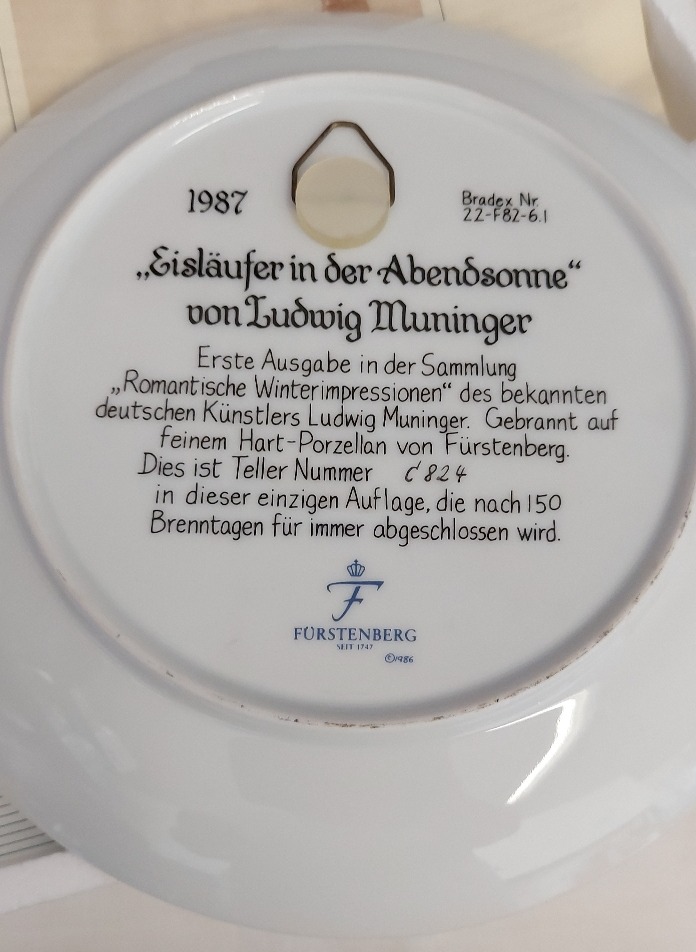 1987
Bradex Nr.
22-F82-6.1
„Eisläufer in der Abendsonne“
von Ludwig Muninger
Erste Ausgabe in der Sammlung
„Romantische Winterimpressionen“ des bekannten
deutschen Künstlers Ludwig Muninger. Gebrannt auf
feinem Hart-Porzellan von Fürstenberg.
Dies ist Teller Nummer C824
in dieser einzigen Auflage, die nach 150
Brenntagen für immer abgeschlossen wird.
F
FÜRSTENBERG
SEIT 1747
©1986